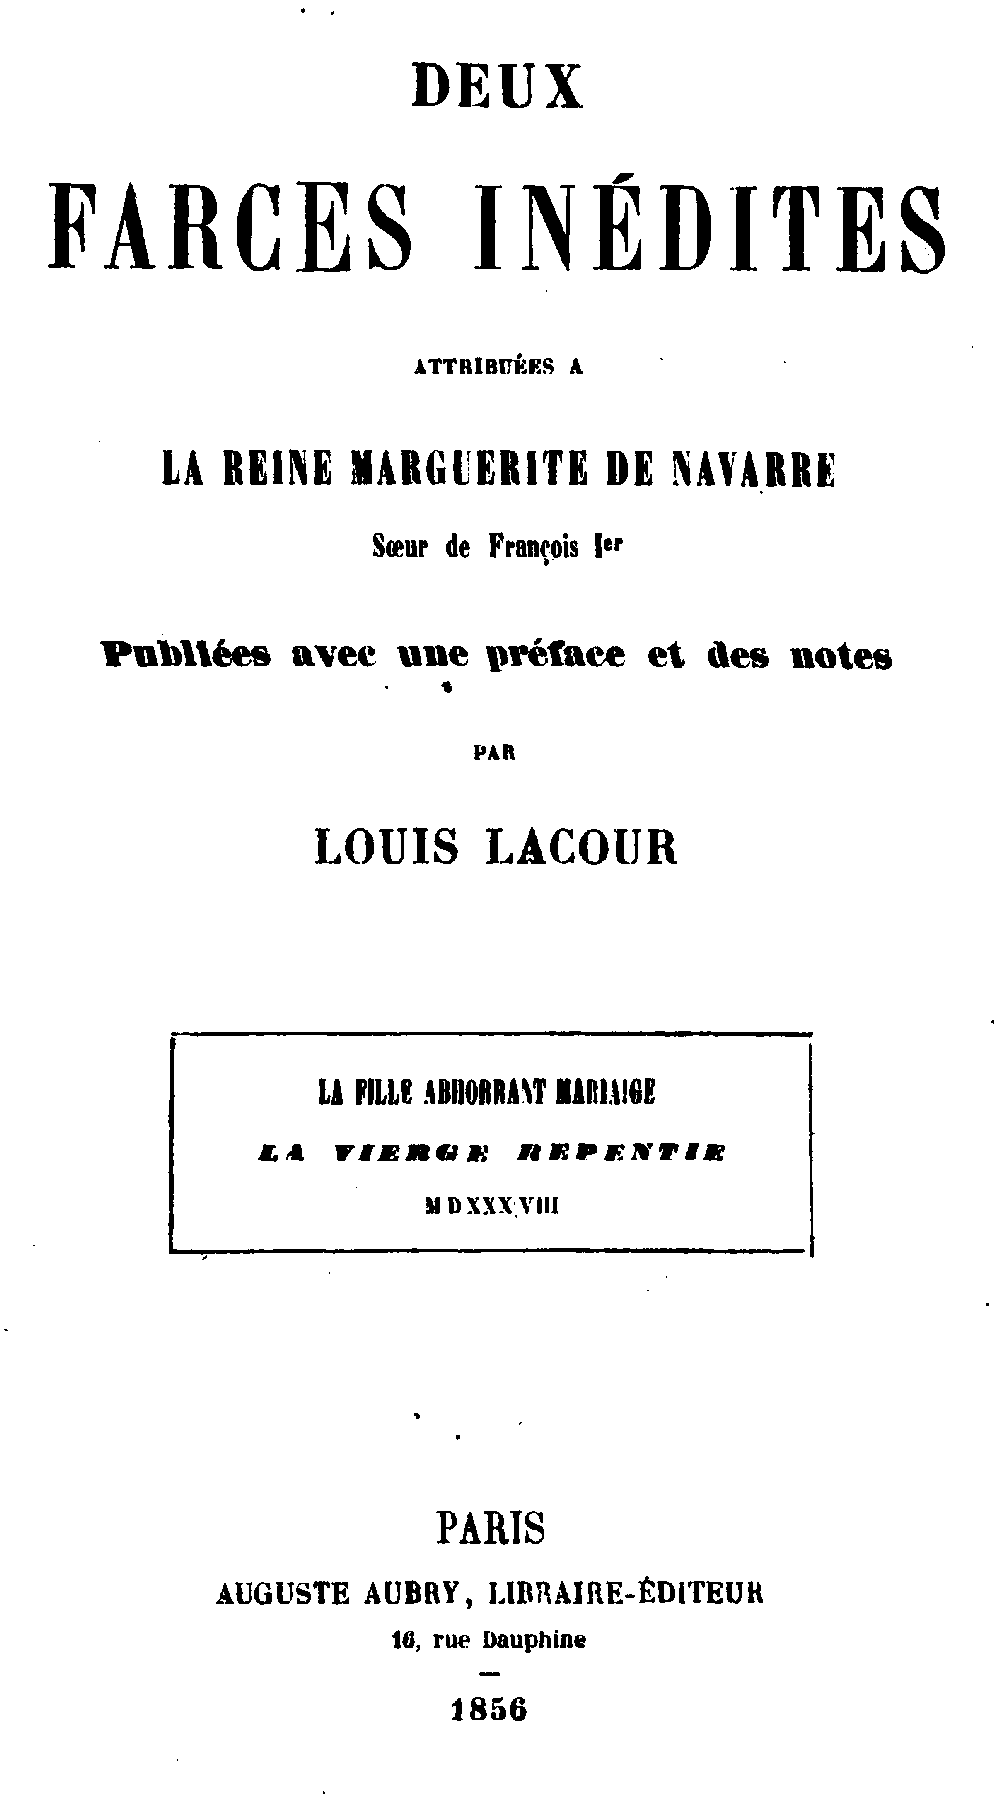 DEUX
FARCES INÉDITES
ATTRIBUÉES A
LA REINE MARGUERITE DE NAVARRE
Sœur de François Ier
Publiées avec une préface et des notes
PAR
LOUIS LACOUR
LA FILLE ABHORRANT MARIAIGE
LA VIERGE REPENTIE
MDXXXVIII
PARIS
AUGUSTE AUBRY, LIBRAIRE-ÉDITEUR
16, rue Dauphine
1856